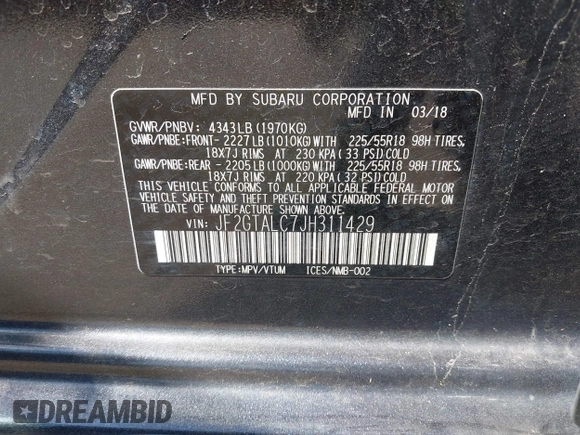 MFD BY SUBARU CORPORATION
MFD IN 03/18
GVWR/PNBV: 4343LB(1970KG)
GAWR/PNBE:FRONT-2227LB(1010KG)WITH 225/55R18 98H TIRES,
18X7J RIMS AT 230 KPA(33 PSI)COLD
GAWR/PNBE:REAR -2205LB(1000KG)WITH 225/55R18 98H TIRES,
18X7J RIMS AT 220 KPA(32 PSI)COLD
THIS VEHICLE CONFORMS TO ALL APPLICABLE FEDERAL MOTOR
VEHICLE SAFETY AND THEFT PREVENTION STANDARDS IN EFFECT ON
THE DATE OF MANUFACTURE SHOWN ABOVE.
VIN: JF2GTALC7JH311429
TYPE:MPV/VTUM ICES/NMB-002
DREAMBID